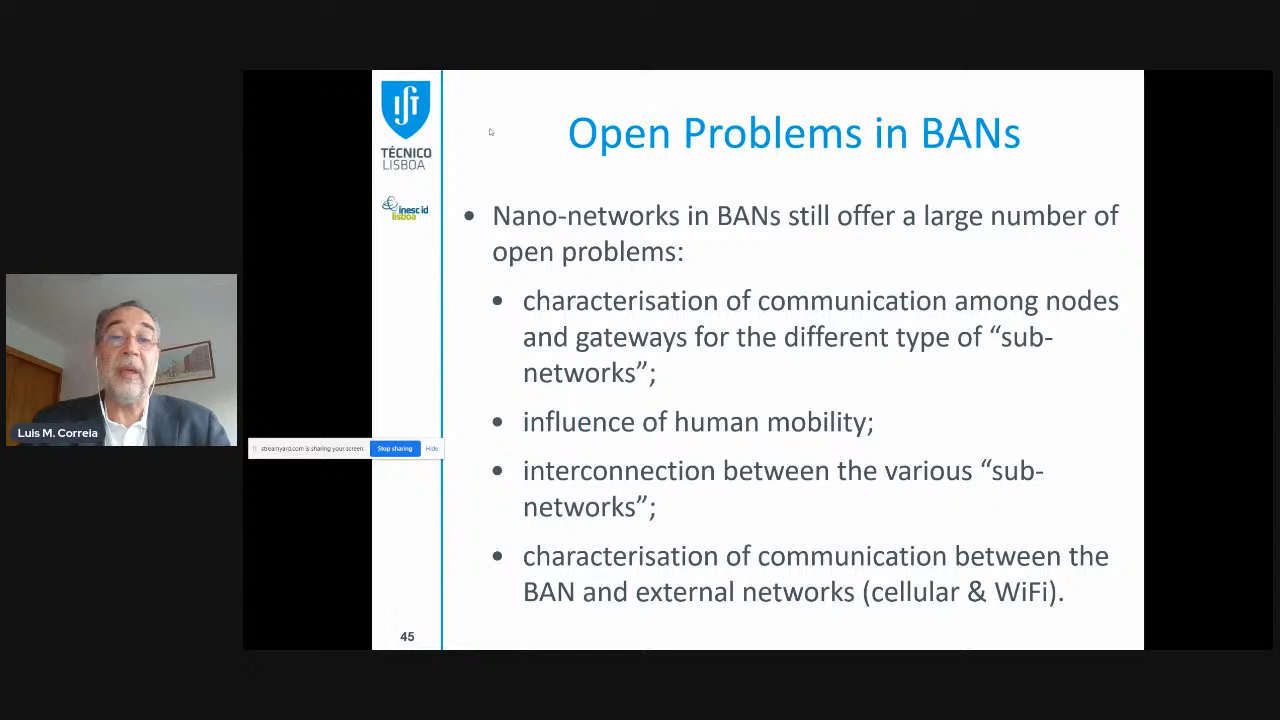 IST
TÉCNICO
LISBOA
inesc id
lisboa
Open Problems in BANs
• Nano-networks in BANs still offer a large number of
open problems:
• characterisation of communication among nodes
and gateways for the different type of “sub-
networks”;
• influence of human mobility;
• interconnection between the various “sub-
networks”;
• characterisation of communication between the
BAN and external networks (cellular & WiFi).
45
Luis M. Correia
streamyard.com is sharing your screen.
Stop sharing
Hide